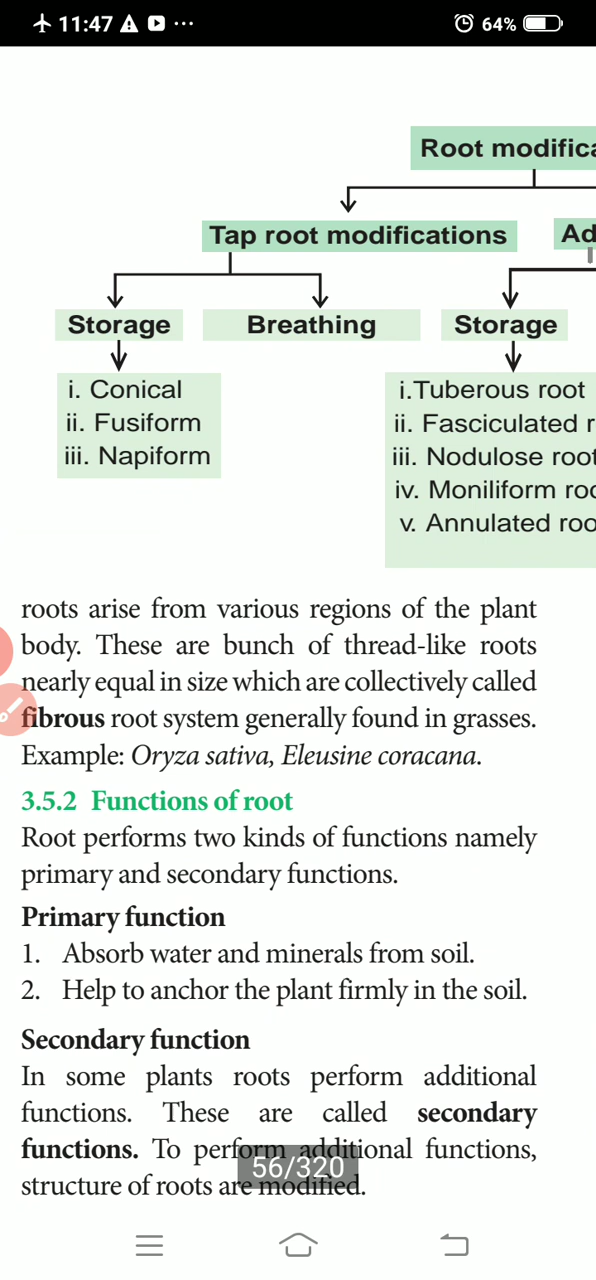 11:47 ... 64%
Root modifica
Tap root modifications Ad
Storage Breathing Storage
i. Conical
ii. Fusiform
iii. Napiform
i.Tuberous root
ii. Fasciculated r
iii. Nodulose root
iv. Moniliform roo
v. Annulated roo
roots arise from various regions of the plant
body. These are bunch of thread-like roots
nearly equal in size which are collectively called
fibrous root system generally found in grasses.
Example: Oryza sativa, Eleusine coracana.
3.5.2 Functions of root
Root performs two kinds of functions namely
primary and secondary functions.
Primary function
1. Absorb water and minerals from soil.
2. Help to anchor the plant firmly in the soil.
Secondary function
In some plants roots perform additional
functions. These are called secondary
functions. To perform additional functions,
56/320
structure of roots are modified.